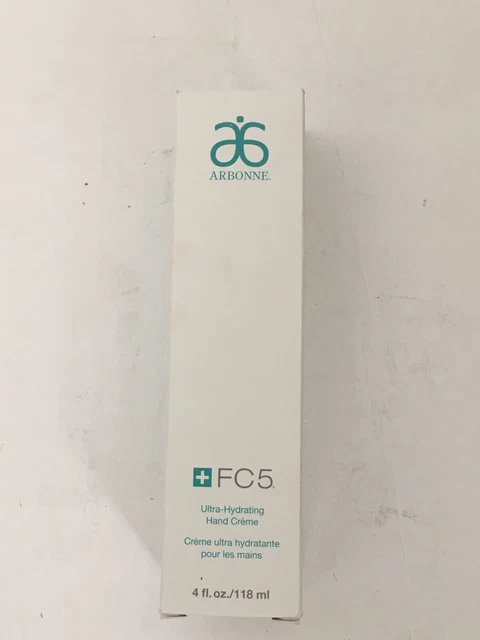 ARBONNE.
FC5
Ultra-Hydrating
Hand Crème
Crème ultra hydratante
pour les mains
4 fl. oz./118 ml